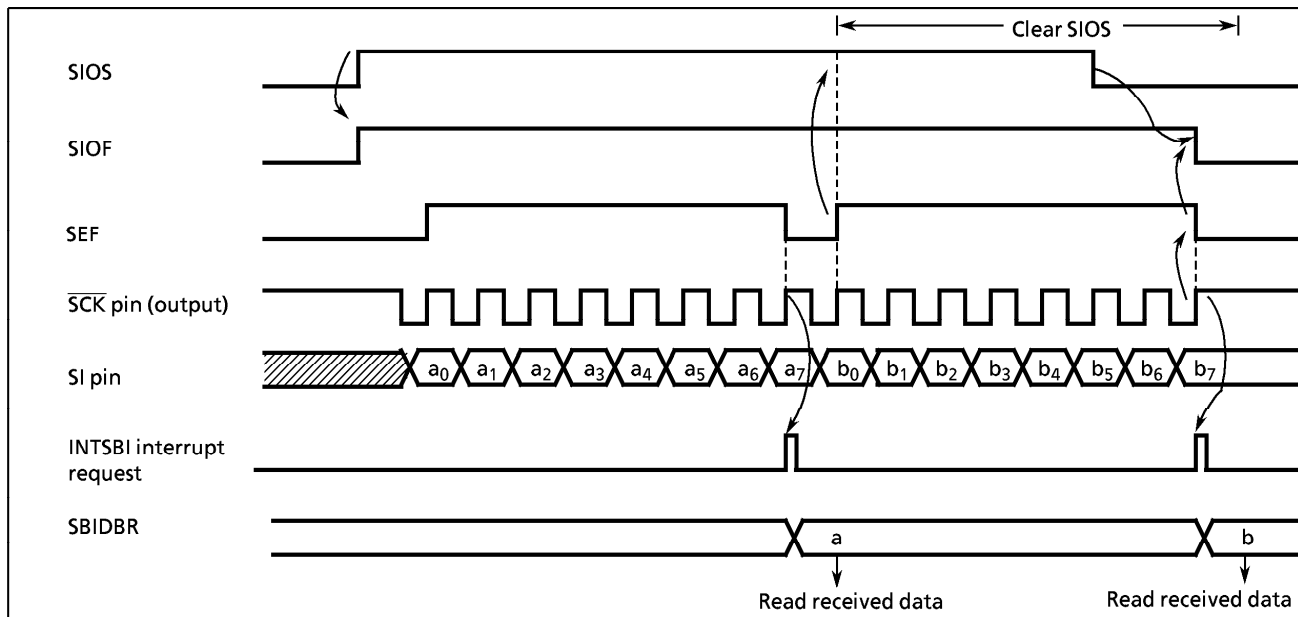 Clear SIOS
SIOS
SIOF
SEF
S̅C̅K̅ pin (output)
SI pin
a₀ a₁ a₂ a₃ a₄ a₅ a₆ a₇ b₀ b₁ b₂ b₃ b₄ b₅ b₆ b₇
INTSBI interrupt
request
SBIDBR
a b
Read received data Read received data